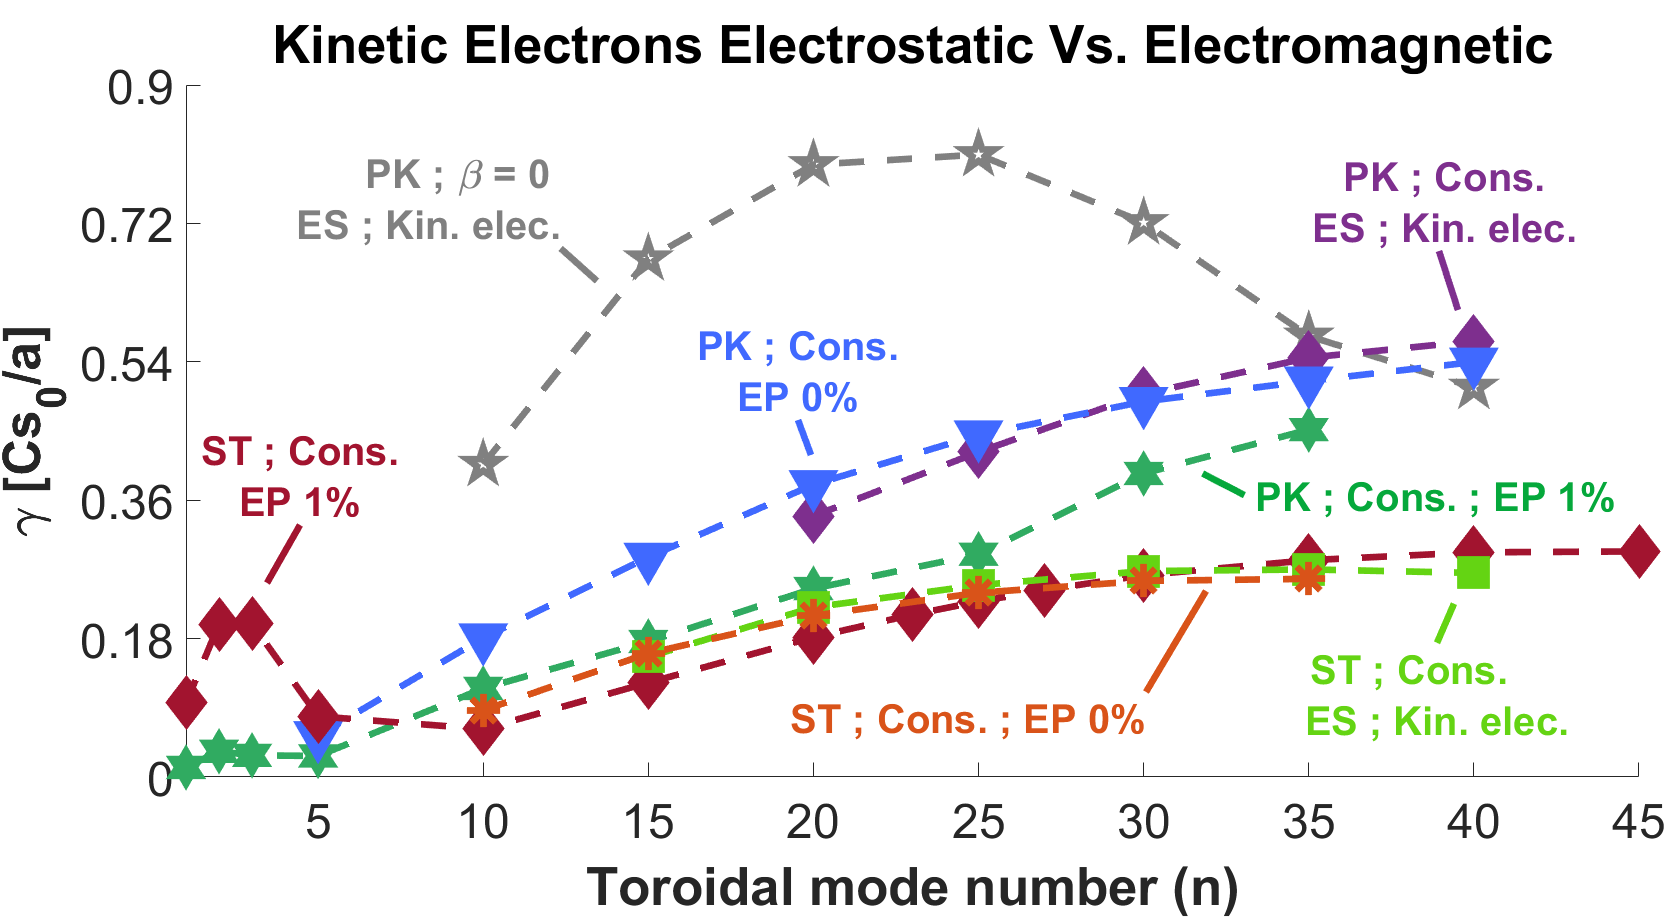 Kinetic Electrons Electrostatic Vs. Electromagnetic
0.9
0.72
0.54
0.36
0.18
0
γ [Cs₀/a]
PK ; β = 0
ES ; Kin. elec.
PK ; Cons.
ES ; Kin. elec.
PK ; Cons.
EP 0%
ST ; Cons.
EP 1%
PK ; Cons. ; EP 1%
ST ; Cons. ; EP 0%
ST ; Cons.
ES ; Kin. elec.
5 10 15 20 25 30 35 40 45
Toroidal mode number (n)